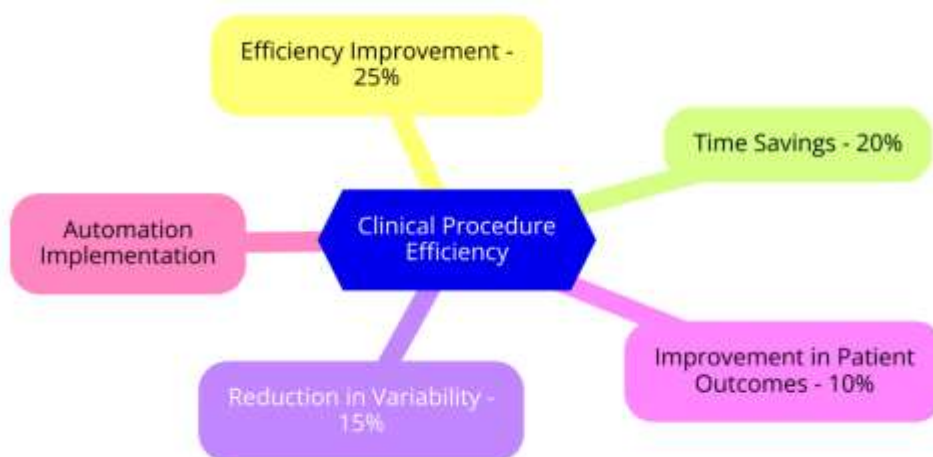 Efficiency Improvement -
25%
Time Savings - 20%
Clinical Procedure
Efficiency
Automation
Implementation
Improvement in Patient
Outcomes - 10%
Reduction in Variability -
15%